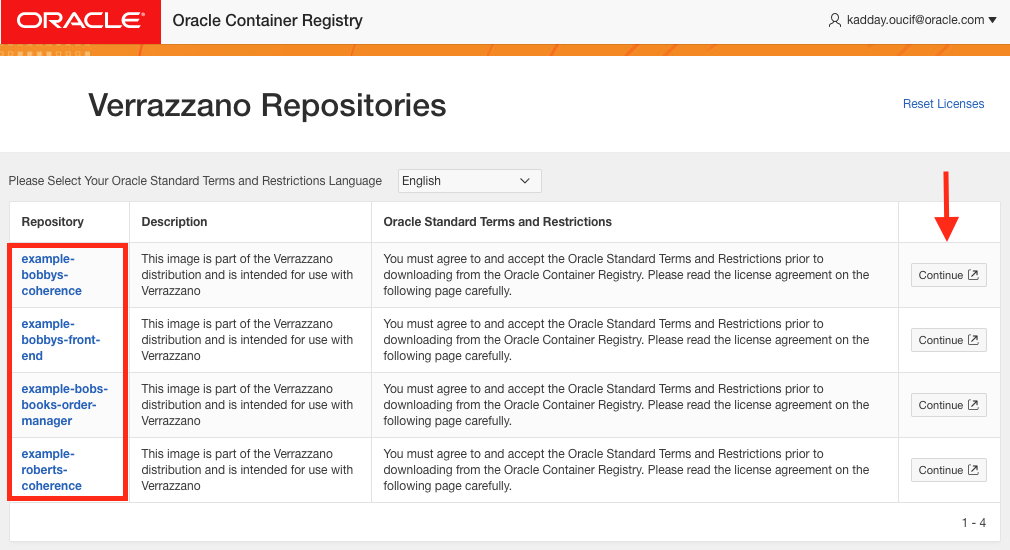 ORACLE Oracle Container Registry kadday.oucif@oracle.com
Verrazzano Repositories
Reset Licenses
Please Select Your Oracle Standard Terms and Restrictions Language English
Repository Description Oracle Standard Terms and Restrictions
example-
bobbys-
coherence
This image is part of the Verrazzano
distribution and is intended for use with
Verrazzano
You must agree to and accept the Oracle Standard Terms and Restrictions prior to
downloading from the Oracle Container Registry. Please read the license agreement on the
following page carefully.
Continue
example-
bobbys-front-
end
This image is part of the Verrazzano
distribution and is intended for use with
Verrazzano
You must agree to and accept the Oracle Standard Terms and Restrictions prior to
downloading from the Oracle Container Registry. Please read the license agreement on the
following page carefully.
Continue
example-bobs-
books-order-
manager
This image is part of the Verrazzano
distribution and is intended for use with
Verrazzano
You must agree to and accept the Oracle Standard Terms and Restrictions prior to
downloading from the Oracle Container Registry. Please read the license agreement on the
following page carefully.
Continue
example-
roberts-
coherence
This image is part of the Verrazzano
distribution and is intended for use with
Verrazzano
You must agree to and accept the Oracle Standard Terms and Restrictions prior to
downloading from the Oracle Container Registry. Please read the license agreement on the
following page carefully.
Continue
1 - 4